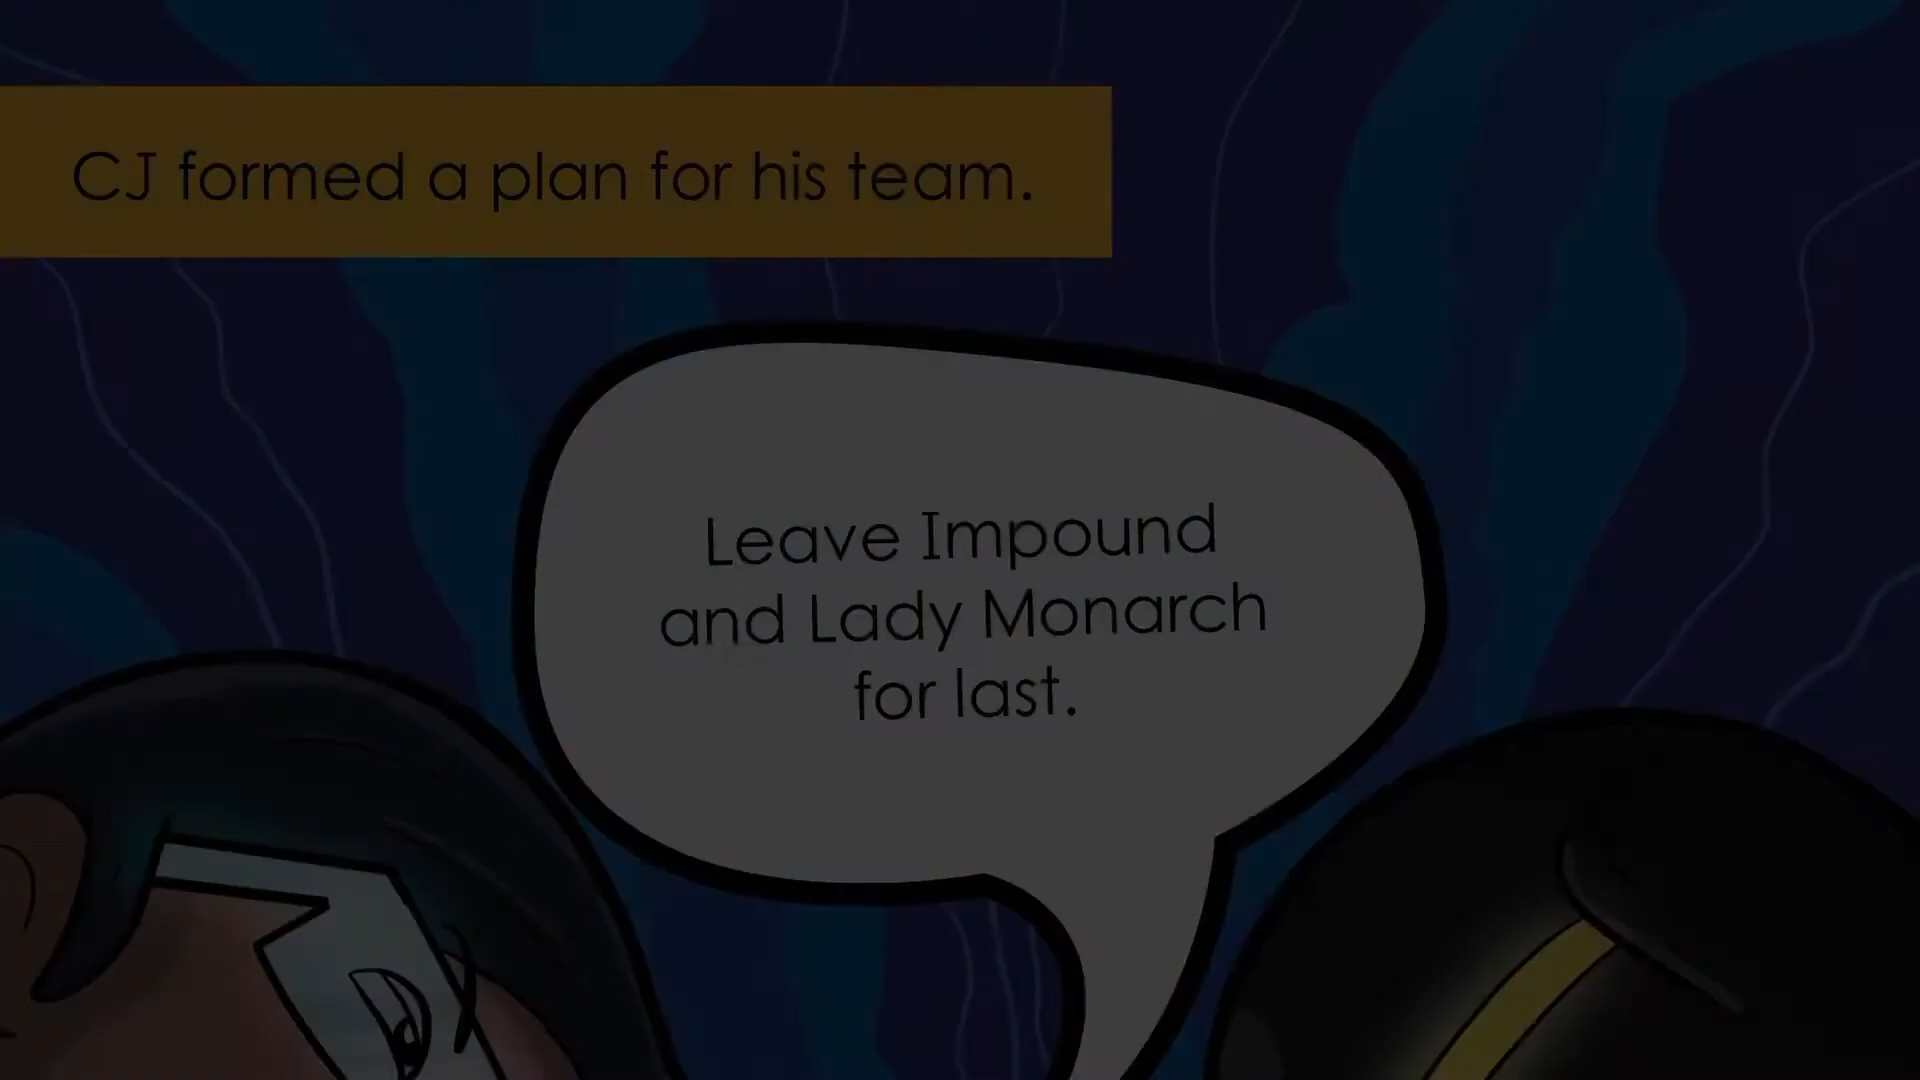 CJ formed a plan for his team.
Leave Impound
and Lady Monarch
for last.